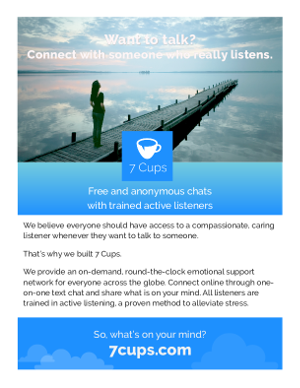 Want to talk?
Connect with someone who really listens.
7 Cups
Free and anonymous chats
with trained active listeners
We believe everyone should have access to a compassionate, caring
listener whenever they want to talk to someone.
That's why we built 7 Cups.
We provide an on-demand, round-the-clock emotional support
network for everyone across the globe. Connect online through one-
on-one text chat and share what is on your mind. All listeners are
trained in active listening, a proven method to alleviate stress.
So, what's on your mind?
7cups.com